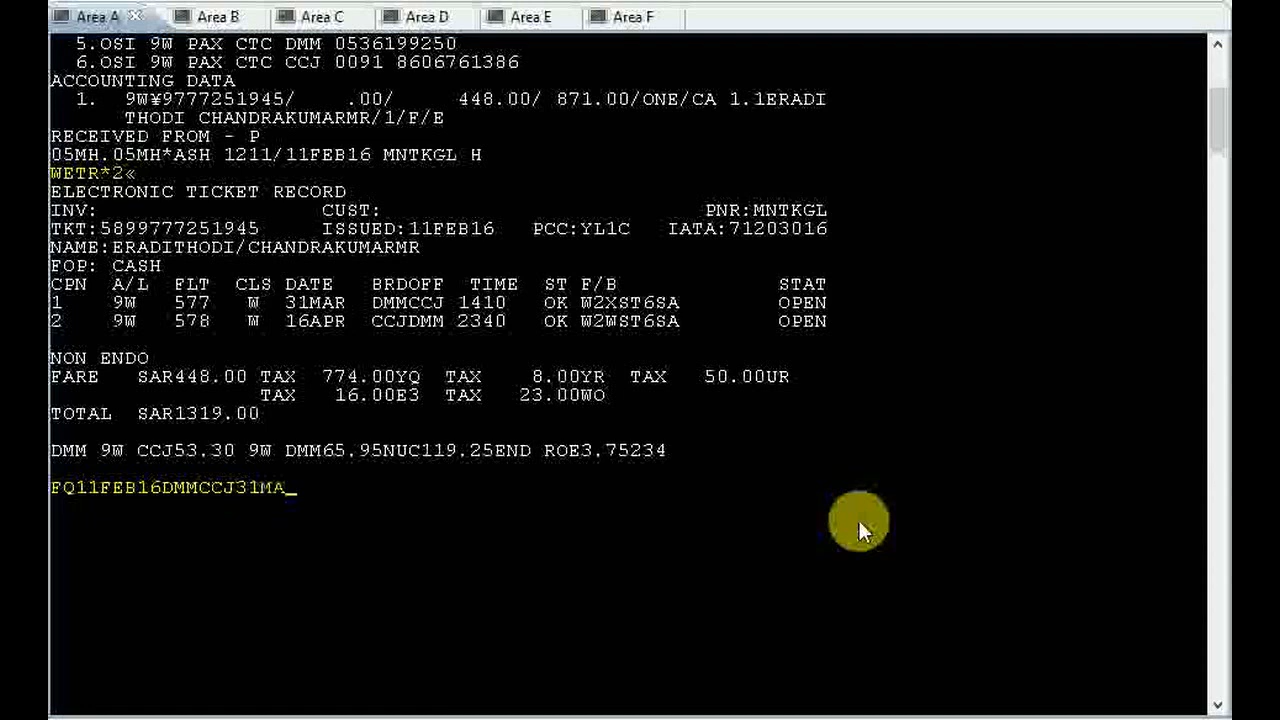 Area A Area B Area C Area D Area E Area F
5.OSI 9W PAX CTC DMM 0536199250
6.OSI 9W PAX CTC CCJ 0091 8606761386
ACCOUNTING DATA
1. 9W¥9777251945/ .00/ 448.00/ 871.00/ONE/CA 1.1ERADI
THODI CHANDRAKUMARMR/1/F/E
RECEIVED FROM - P
05MH.05MH*ASH 1211/11FEB16 MNTKGL H
WETR*2«
ELECTRONIC TICKET RECORD
INV: CUST: PNR:MNTKGL
TKT:5899777251945 ISSUED:11FEB16 PCC:YL1C IATA:71203016
NAME:ERADITHODI/CHANDRAKUMARMR
FOP: CASH
CPN A/L FLT CLS DATE BRDOFF TIME ST F/B STAT
1 9W 577 W 31MAR DMMCCJ 1410 OK W2XST6SA OPEN
2 9W 578 W 16APR CCJDMM 2340 OK W2WST6SA OPEN
NON ENDO
FARE SAR448.00 TAX 774.00YQ TAX 8.00YR TAX 50.00UR
TAX 16.00E3 TAX 23.00WO
TOTAL SAR1319.00
DMM 9W CCJ53.30 9W DMM65.95NUC119.25END ROE3.75234
FQ11FEB16DMMCCJ31MA_